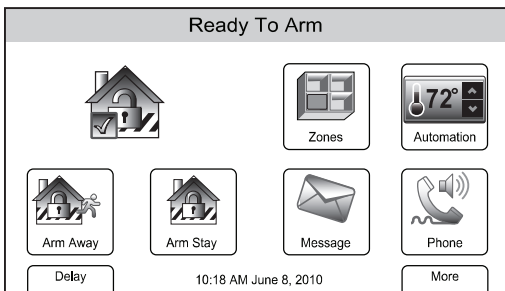 Ready To Arm
72°
Zones
Automation
Arm Away
Arm Stay
Message
Phone
Delay
10:18 AM June 8, 2010
More